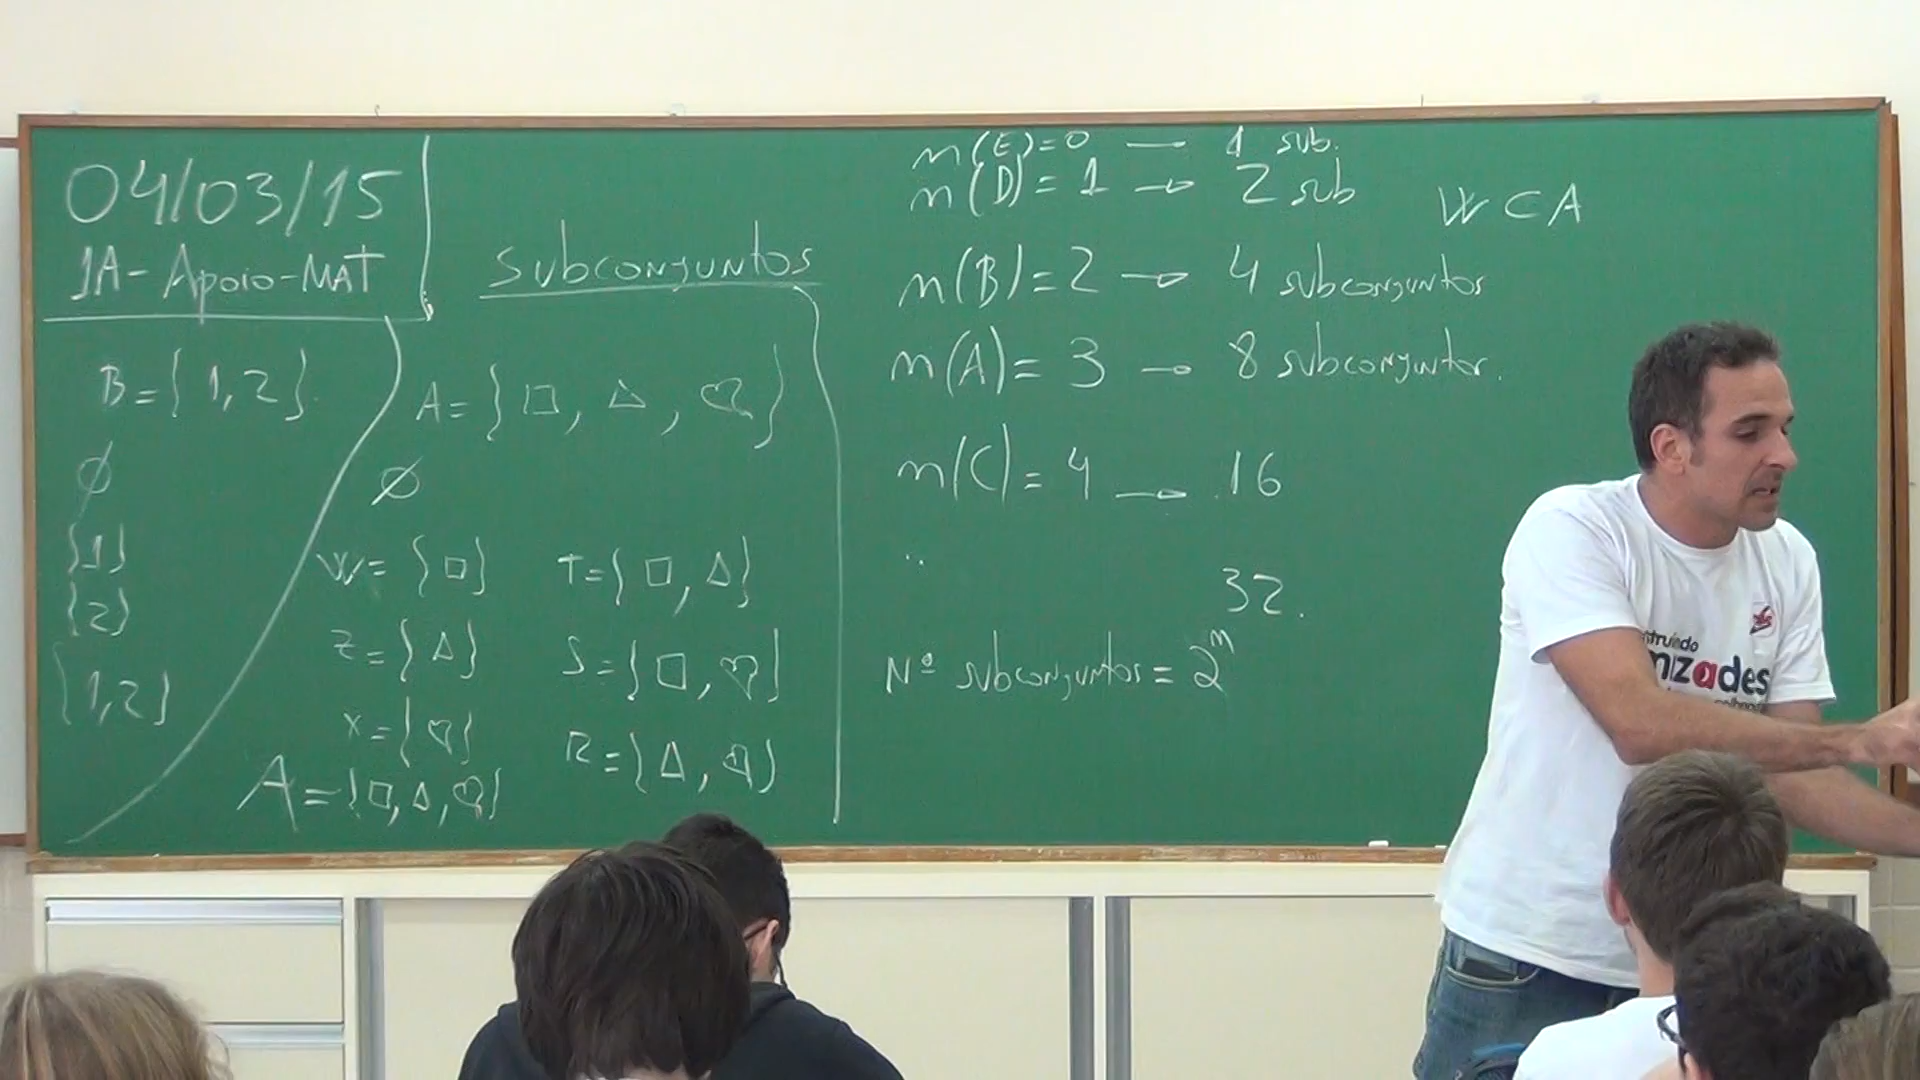 04/03/15
1A - Apoio - MAT
B = { 1, 2 }.
∅
{1}
{2}
{1,2}
Subconjuntos
A = { □, △, ♡ }
∅
W = { □ }
T = { □, △ }
Z = { △ }
S = { □, ♡ }
X = { ♡ }
R = { △, ♡ }
A = { □, △, ♡ }
n(E) = 0 — 1 sub.
n(D) = 1 → 2 sub
W ⊂ A
n(B) = 2 → 4 subconjuntos
n(A) = 3 → 8 subconjuntos.
n(C) = 4 → 16
..
32.
Nº subconjuntos = 2ⁿ